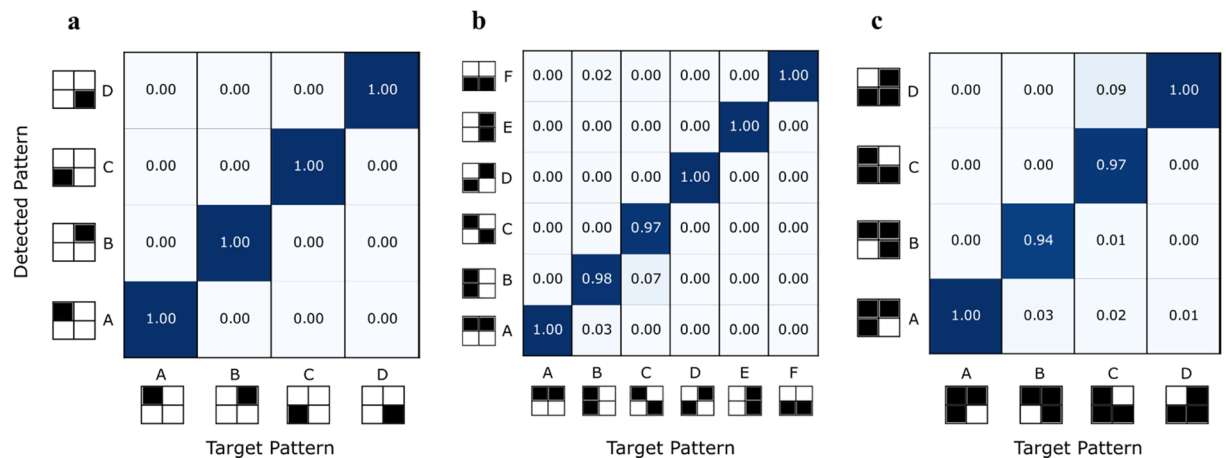 a
b
c
Detected Pattern
D 0.00 0.00 0.00 1.00
C 0.00 0.00 1.00 0.00
B 0.00 1.00 0.00 0.00
A 1.00 0.00 0.00 0.00
A B C D
Target Pattern
F 0.00 0.02 0.00 0.00 0.00 1.00
E 0.00 0.00 0.00 0.00 1.00 0.00
D 0.00 0.00 0.00 1.00 0.00 0.00
C 0.00 0.00 0.97 0.00 0.00 0.00
B 0.00 0.98 0.07 0.00 0.00 0.00
A 1.00 0.03 0.00 0.00 0.00 0.00
A B C D E F
Target Pattern
D 0.00 0.00 0.09 1.00
C 0.00 0.00 0.97 0.00
B 0.00 0.94 0.01 0.00
A 1.00 0.03 0.02 0.01
A B C D
Target Pattern